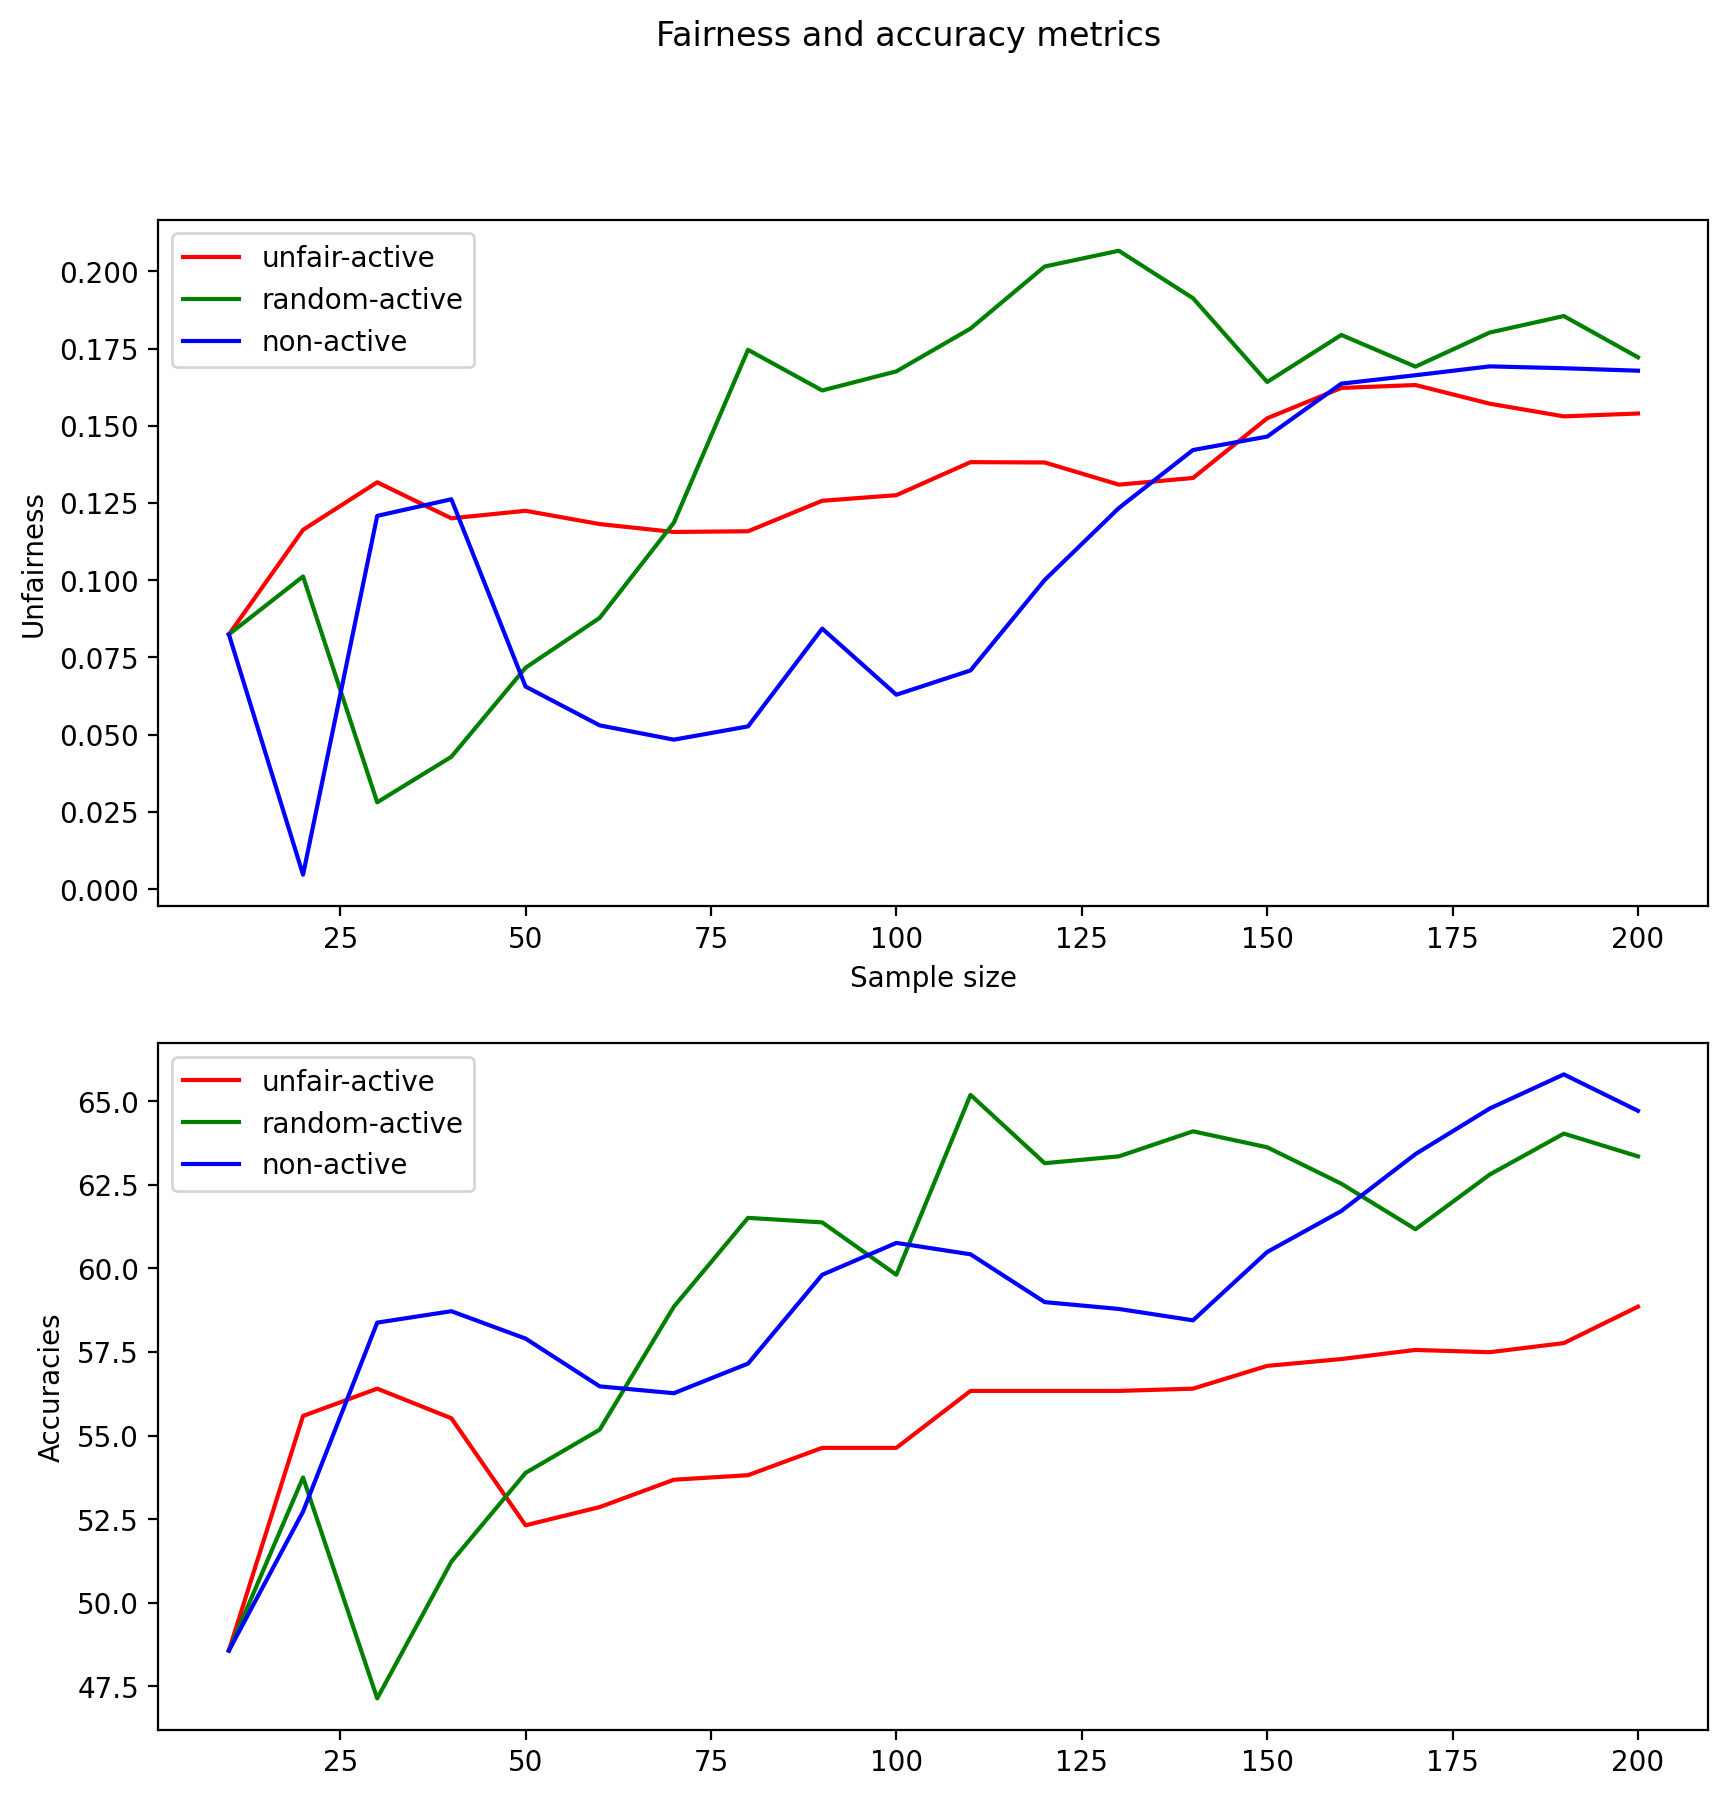 Fairness and accuracy metrics
unfair-active
random-active
non-active
0.200
0.175
0.150
0.125
0.100
0.075
0.050
0.025
0.000
Unfairness
25 50 75 100 125 150 175 200
Sample size
unfair-active
random-active
non-active
65.0
62.5
60.0
57.5
55.0
52.5
50.0
47.5
Accuracies
25 50 75 100 125 150 175 200